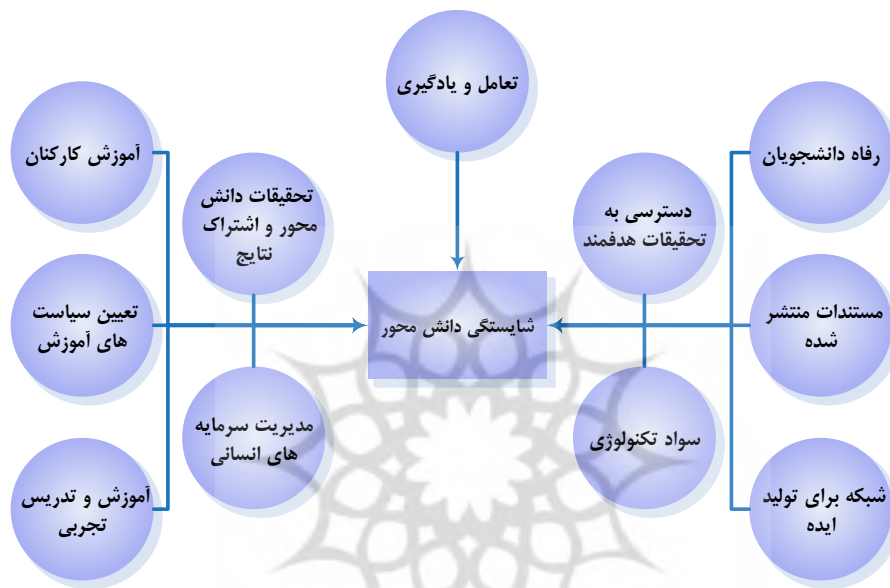 تعامل و یادگیری
رفاه دانشجویان
آموزش کارکنان
دسترسی به
تحقیقات هدفمند
تحقیقات دانش
محور و اشتراک
نتایج
مستندات منتشر
شده
شایستگی دانش محور
تعیین سیاست
های آموزش
سواد تکنولوژی
مدیریت سرمایه
های انسانی
شبکه برای تولید
ایده
آموزش و تدریس
تجربی